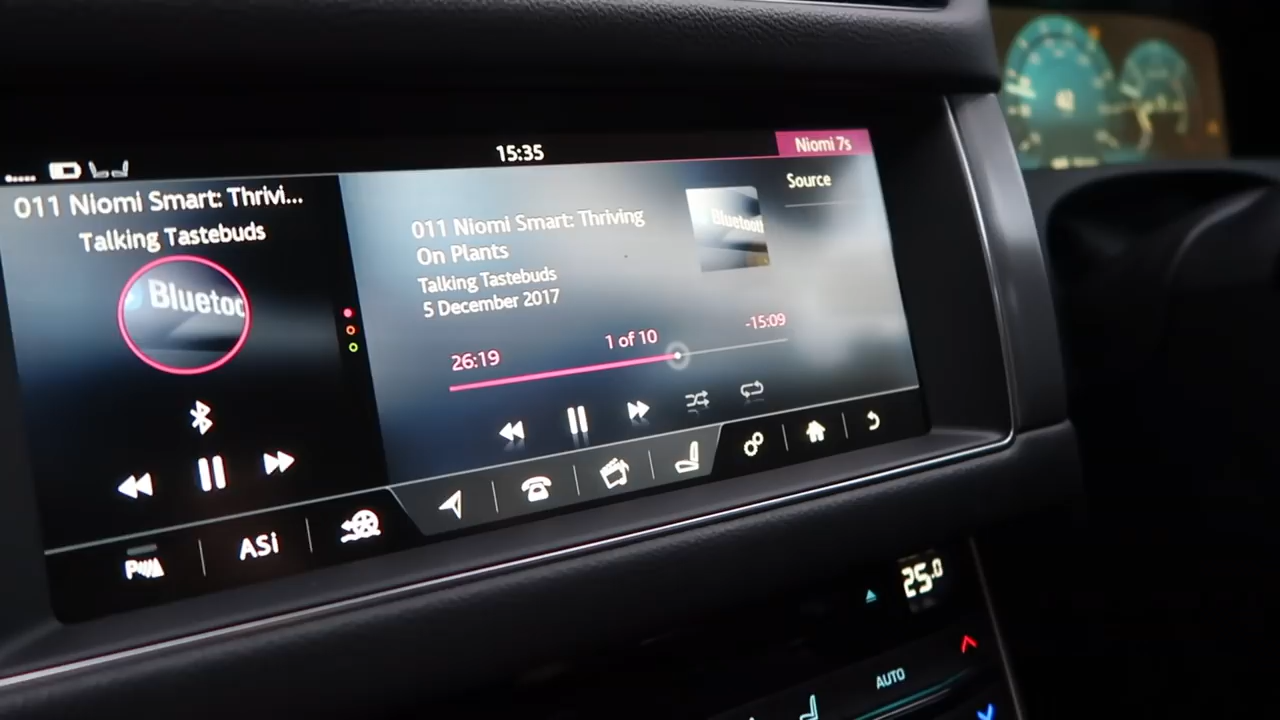 15:35
Niomi 7s
011 Niomi Smart: Thrivi...
Talking Tastebuds
Bluetoo
011 Niomi Smart: Thriving
On Plants
Talking Tastebuds
5 December 2017
Bluetooth
Source
26:19
1 of 10
-15:09
ASi
25.0
AUTO